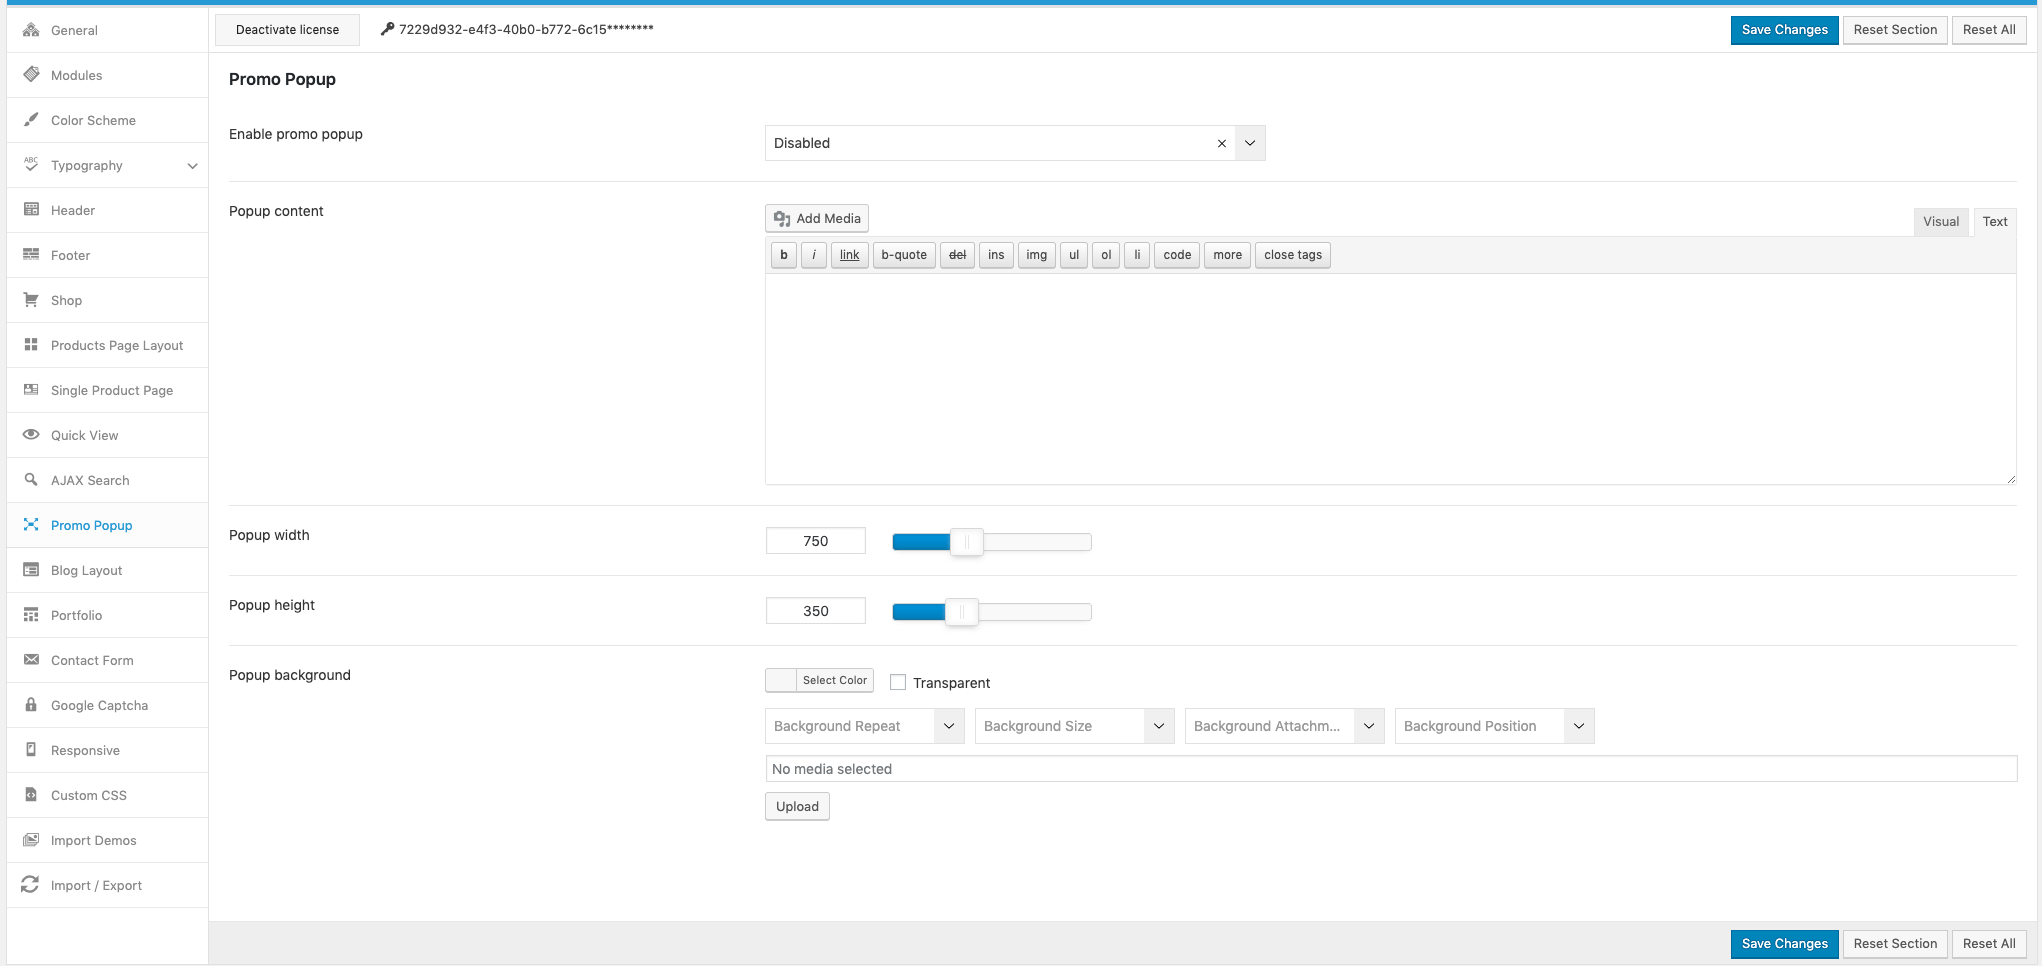 General
Modules
Color Scheme
ABC
Typography
Header
Footer
Shop
Products Page Layout
Single Product Page
Quick View
AJAX Search
Promo Popup
Blog Layout
Portfolio
Contact Form
Google Captcha
Responsive
Custom CSS
Import Demos
Import / Export
Deactivate license 7229d932-e4f3-40b0-b772-6c15******** Save Changes Reset Section Reset All
Promo Popup
Enable promo popup Disabled ×
Popup content Add Media Visual Text
b i link b-quote del ins img ul ol li code more close tags
Popup width 750
Popup height 350
Popup background Select Color Transparent
Background Repeat Background Size Background Attachm... Background Position
No media selected
Upload
Save Changes Reset Section Reset All